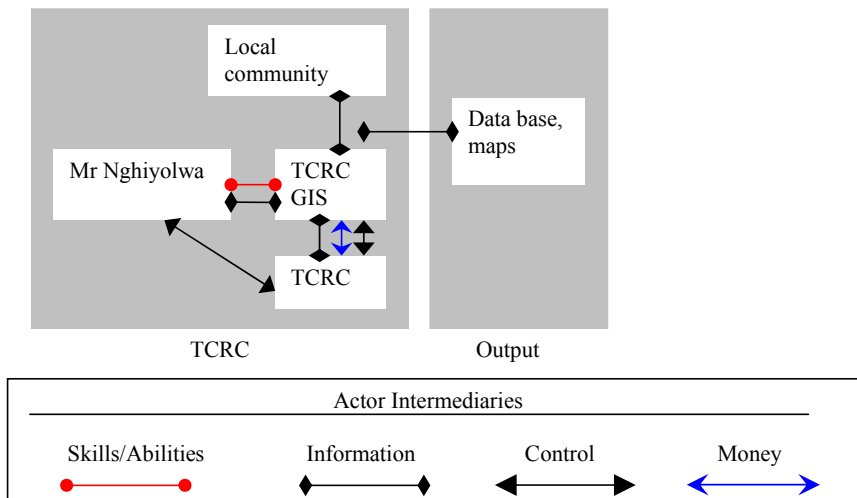 Local
community
Data base,
maps
Mr Nghiyolwa
TCRC
GIS
TCRC
TCRC
Output
Actor Intermediaries
Skills/Abilities
Information
Control
Money